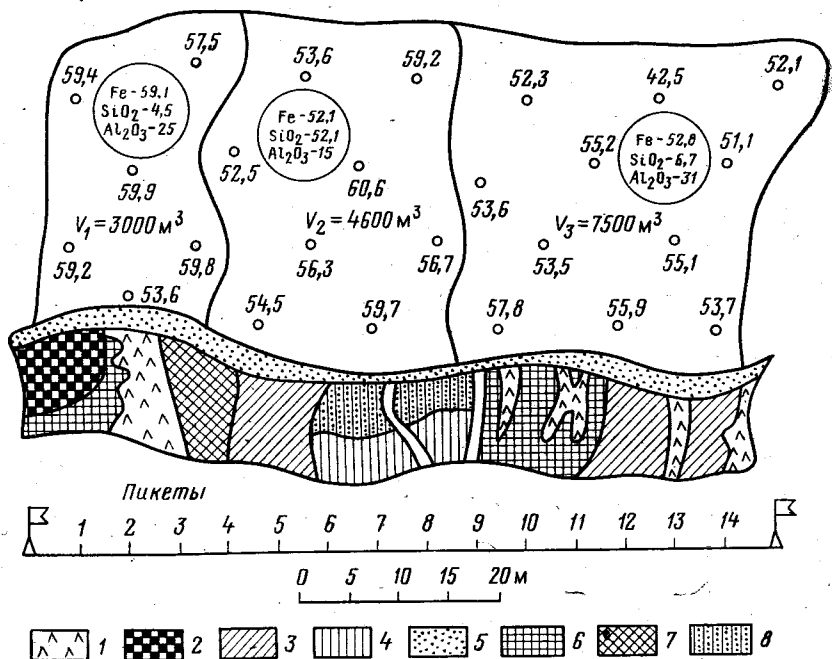 57,5
53,6
59,2
59,4
52,3
42,5
52,1
Fe-59,1
SiO₂-4,5
Al₂O₃-25
Fe-52,1
SiO₂-52,1
Al₂O₃-15
Fe-52,8
SiO₂-6,7
Al₂O₃-31
55,2
51,1
52,5
59,9
60,6
53,6
V₁=3000 м³
V₂=4600 м³
V₃=7500 м³
59,2
59,8
56,3
56,7
53,5
55,1
53,6
54,5
59,7
57,8
55,9
53,7
Пикеты
1 2 3 4 5 6 7 8 9 10 11 12 13 14
0 5 10 15 20 м
1 2 3 4 5 6 7 8